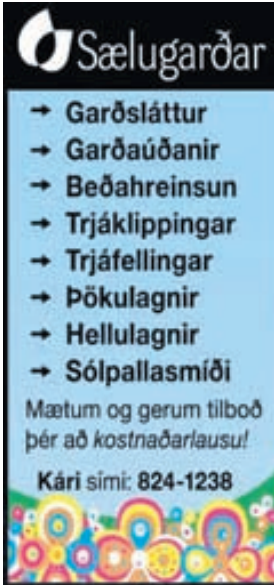 Sælugarðar
→ Garðsláttur
→ Garðaúðanir
→ Beðahreinsun
→ Trjáklippingar
→ Trjáfellingar
→ Þökulagnir
→ Hellulagnir
→ Sólpallasmíði
Mætum og gerum tilboð
þér að kostnaðarlausu!
Kári sími: 824-1238